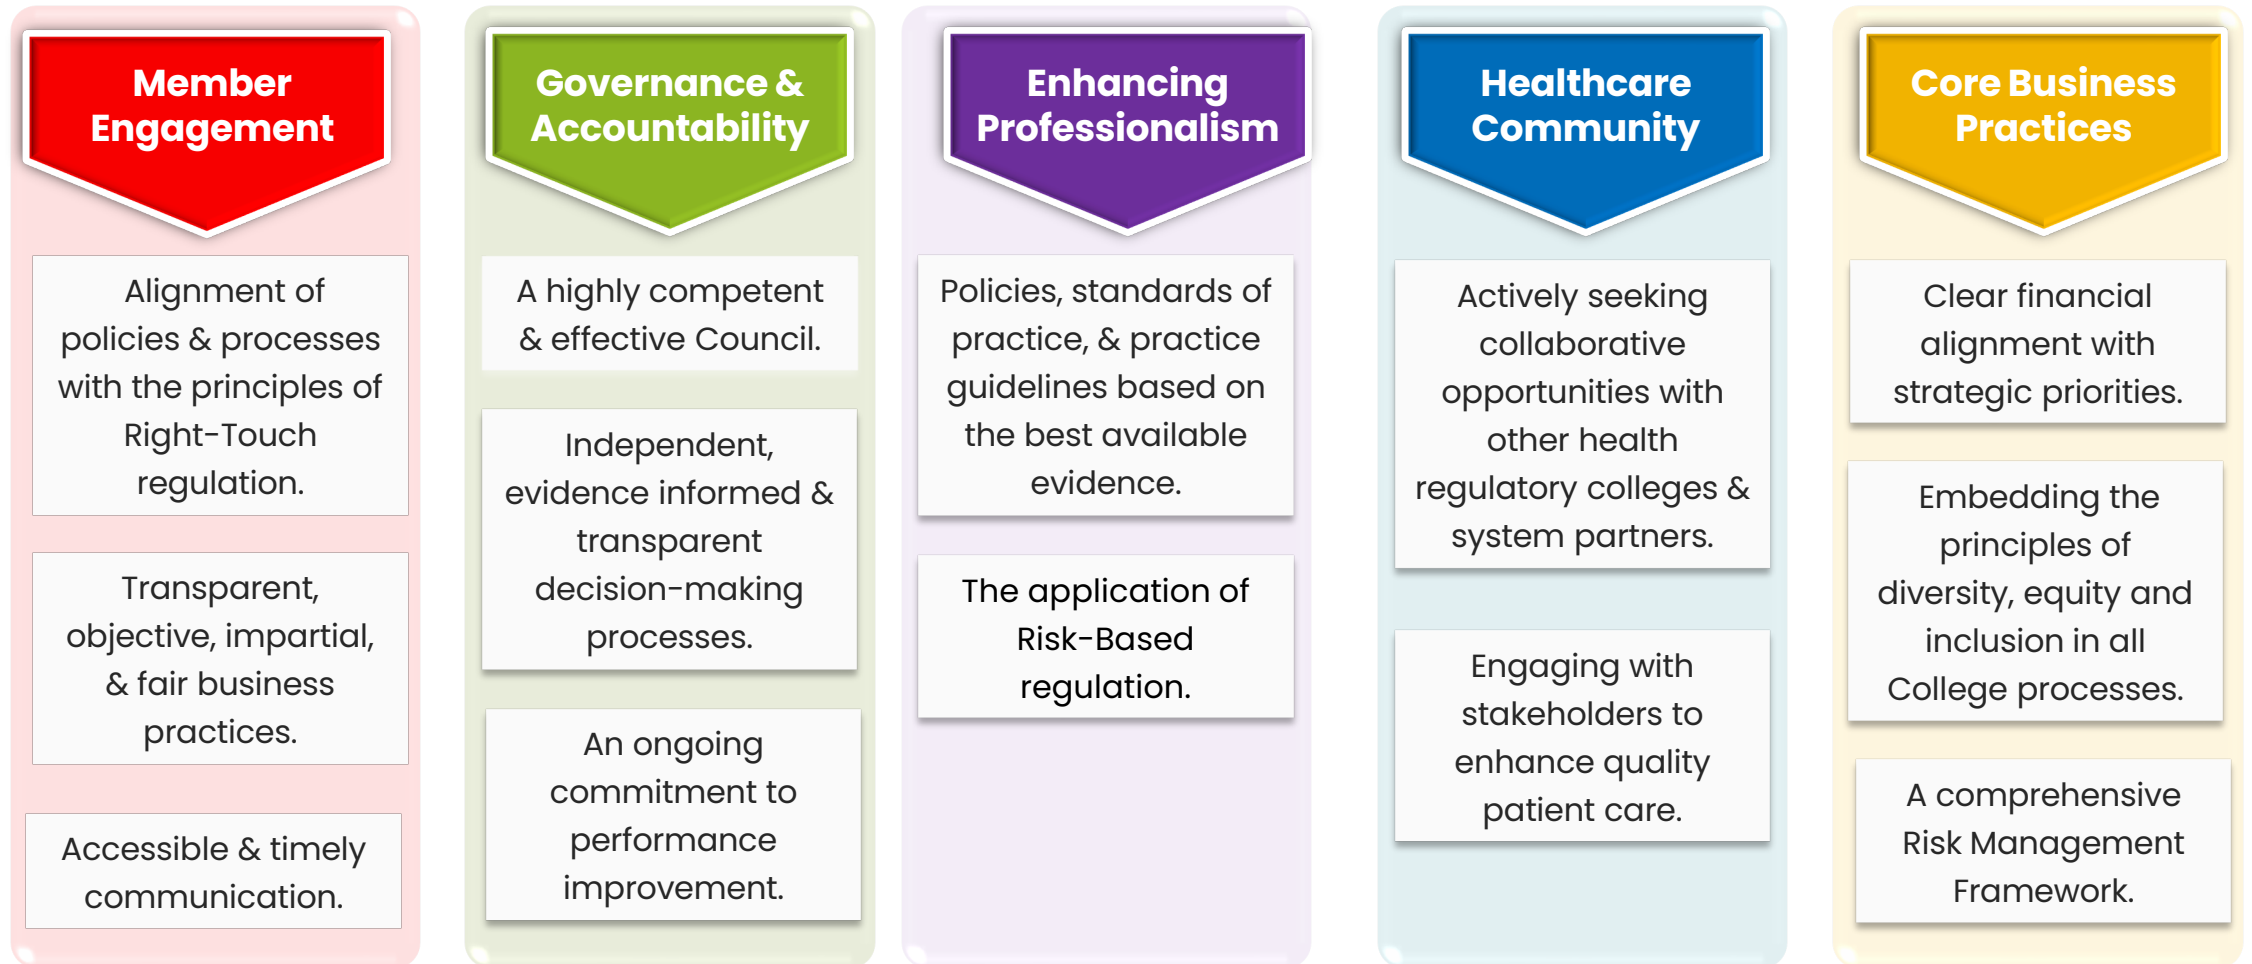 Member
Engagement
Alignment of
policies & processes
with the principles of
Right-Touch
regulation.
Transparent,
objective, impartial,
& fair business
practices.
Accessible & timely
communication.
Governance &
Accountability
A highly competent
& effective Council.
Independent,
evidence informed &
transparent
decision-making
processes.
An ongoing
commitment to
performance
improvement.
Enhancing
Professionalism
Policies, standards of
practice, & practice
guidelines based on
the best available
evidence.
The application of
Risk-Based
regulation.
Healthcare
Community
Actively seeking
collaborative
opportunities with
other health
regulatory colleges &
system partners.
Engaging with
stakeholders to
enhance quality
patient care.
Core Business
Practices
Clear financial
alignment with
strategic priorities.
Embedding the
principles of
diversity, equity and
inclusion in all
College processes.
A comprehensive
Risk Management
Framework.